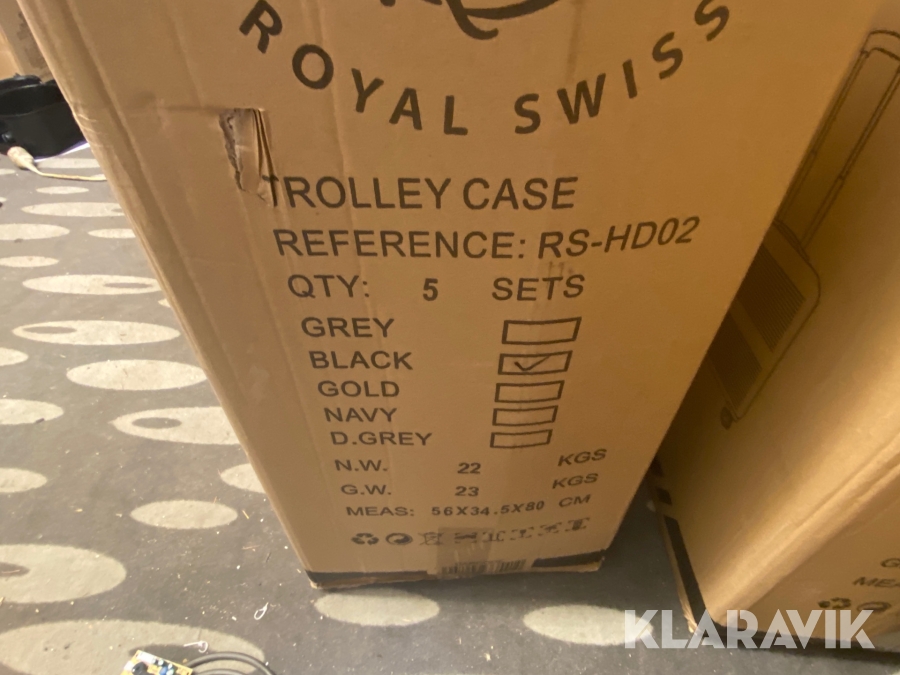 ROYAL SWISS
TROLLEY CASE
REFERENCE: RS-HD02
QTY: 5 SETS
GREY
BLACK
GOLD
NAVY
D.GREY
N.W. 22 KGS
G.W. 23 KGS
MEAS: 56X34.5X80 CM
G
MEAS
KLARAVIK